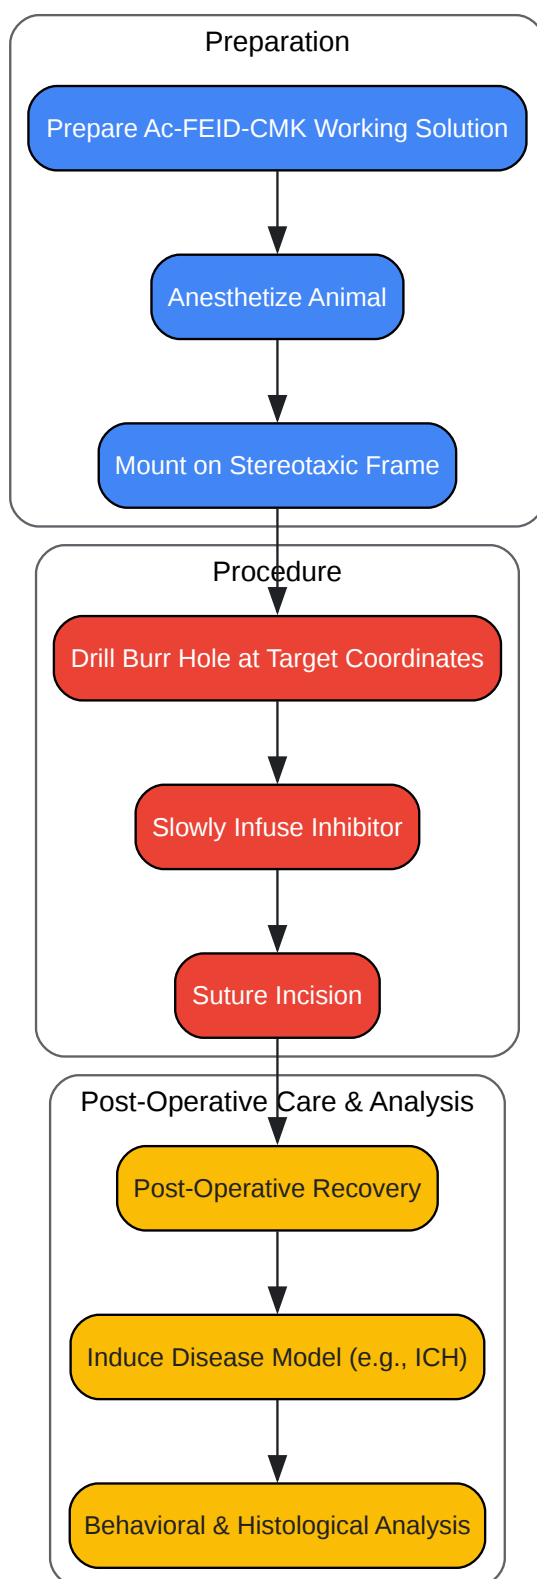 Preparation
Prepare Ac-FEID-CMK Working Solution
Anesthetize Animal
Mount on Stereotaxic Frame
Procedure
Drill Burr Hole at Target Coordinates
Slowly Infuse Inhibitor
Suture Incision
Post-Operative Care & Analysis
Post-Operative Recovery
Induce Disease Model (e.g., ICH)
Behavioral & Histological Analysis